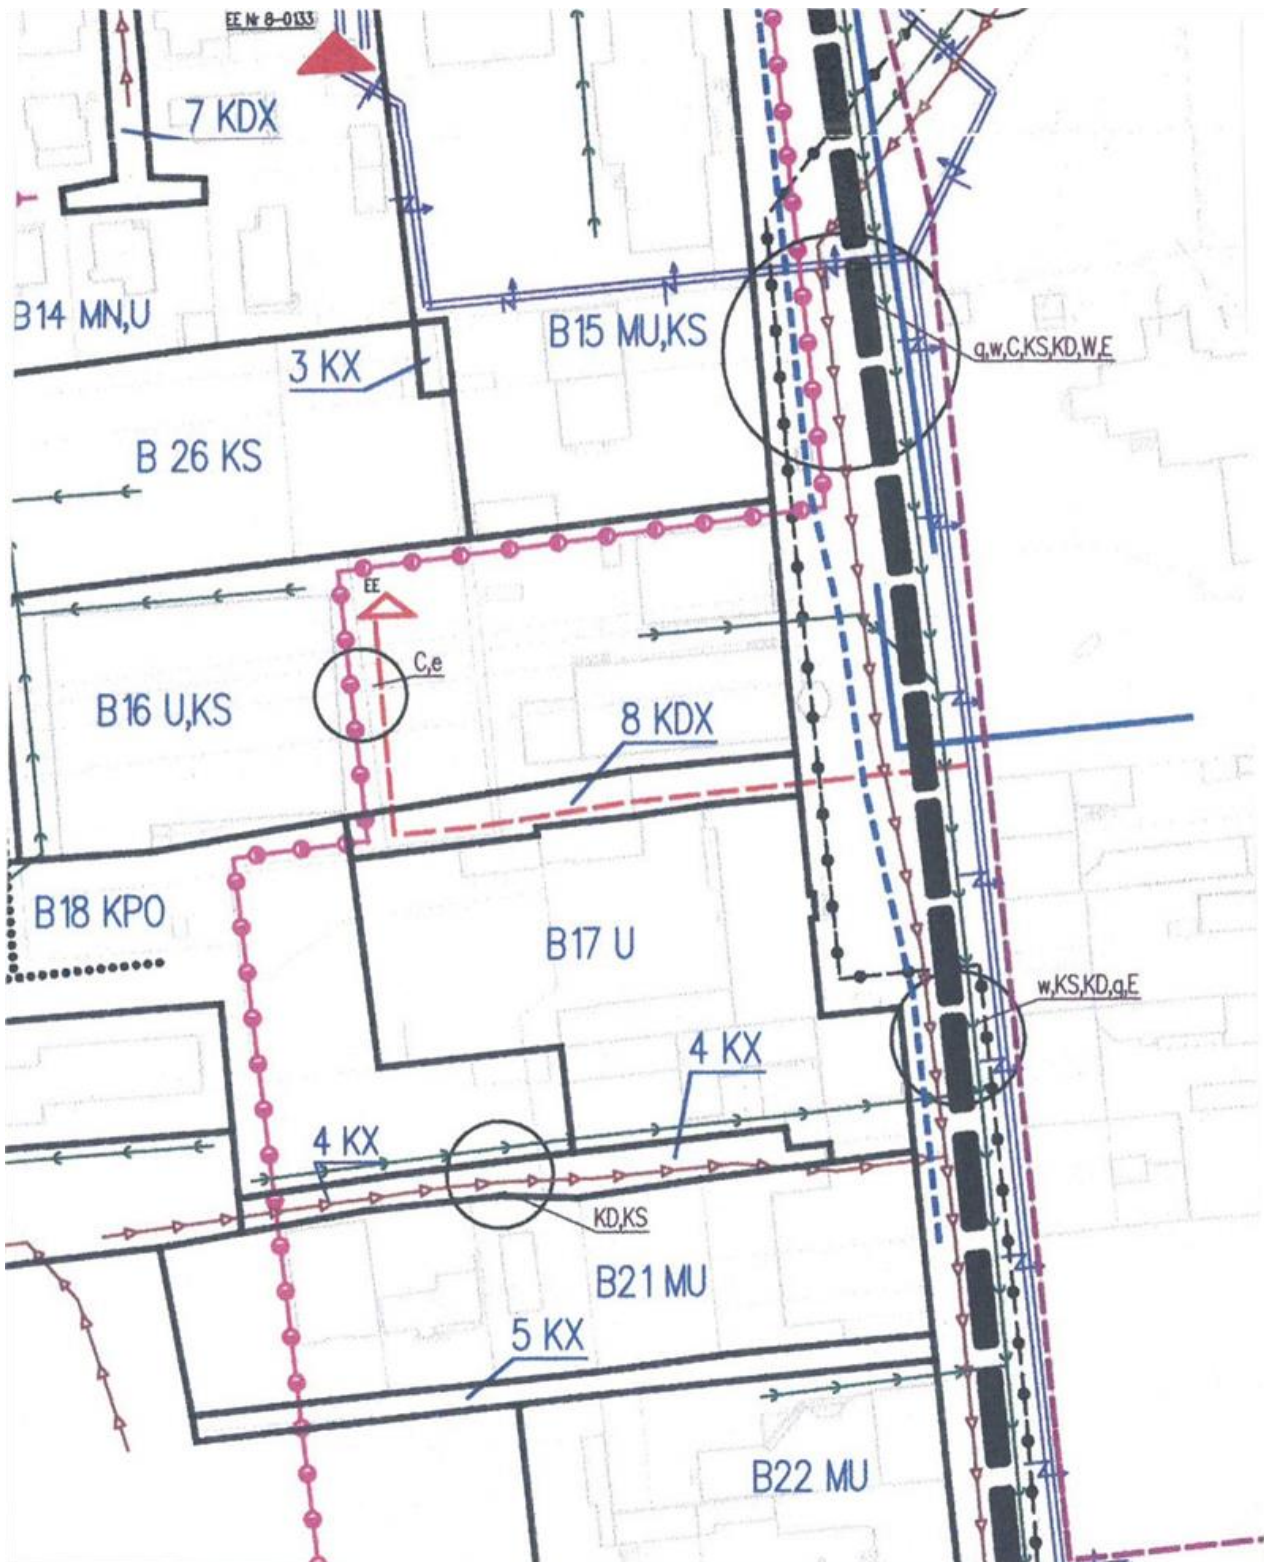 EE Nr 8-0133
7 KDX
B14 MN,U
B15 MU,KS
3 KX
q,w,C,KS,KD,W,E
B 26 KS
EE
C,e
B16 U,KS
8 KDX
B18 KPO
B17 U
w,KS,KD,q,E
4 KX
4 KX
KD,KS
B21 MU
5 KX
B22 MU